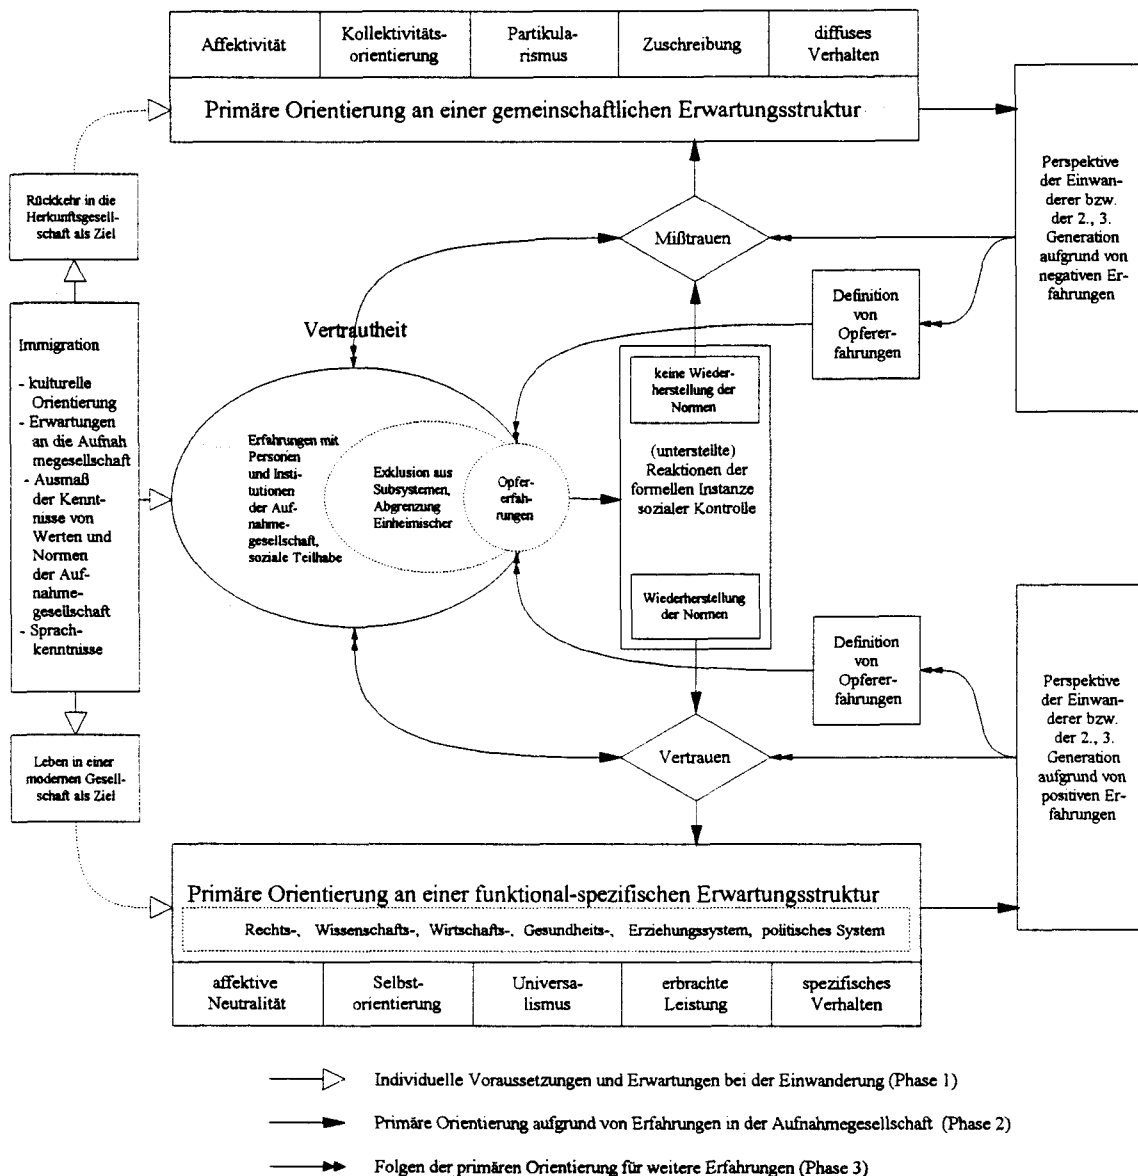 Affektivität
Kollektivitäts-
orientierung
Partikula-
rismus
Zuschreibung
diffuses
Verhalten
Primäre Orientierung an einer gemeinschaftlichen Erwartungsstruktur
Rückkehr in die
Herkunftsgesell-
schaft als Ziel
Mißtrauen
Perspektive
der Einwan-
derer bzw.
der 2., 3.
Generation
aufgrund von
negativen Er-
fahrungen
Definition
von
Opferer-
fahrungen
Vertrautheit
Immigration
- kulturelle
Orientierung
- Erwartungen
an die Aufnah
megesellschaft
- Ausmaß
der Kennt-
nisse von
Werten und
Normen
der Auf-
nahme-
gesellschaft
- Sprach-
kenntnisse
Erfahrungen mit
Personen
und Insti-
tutionen
der Auf-
nahme-
gesellschaft,
soziale Teilhabe
Exklusion aus
Subsystemen,
Abgrenzung
Einheimischer
Opfer-
erfah-
rungen
keine Wieder-
herstellung der
Normen
(unterstellte)
Reaktionen der
formellen Instanze
sozialer Kontrolle
Wiederherstellung
der Normen
Definition
von
Opferer-
fahrungen
Perspektive
der Einwan-
derer bzw.
der 2., 3.
Generation
aufgrund von
positiven Er-
fahrungen
Leben in einer
modernen Gesell-
schaft als Ziel
Vertrauen
Primäre Orientierung an einer funktional-spezifischen Erwartungsstruktur
Rechts-, Wissenschafts-, Wirtschafts-, Gesundheits-, Erziehungssystem, politisches System
affektive
Neutralität
Selbst-
orientierung
Universa-
lismus
erbrachte
Leistung
spezifisches
Verhalten
Individuelle Voraussetzungen und Erwartungen bei der Einwanderung (Phase 1)
Primäre Orientierung aufgrund von Erfahrungen in der Aufnahmegesellschaft (Phase 2)
Folgen der primären Orientierung für weitere Erfahrungen (Phase 3)